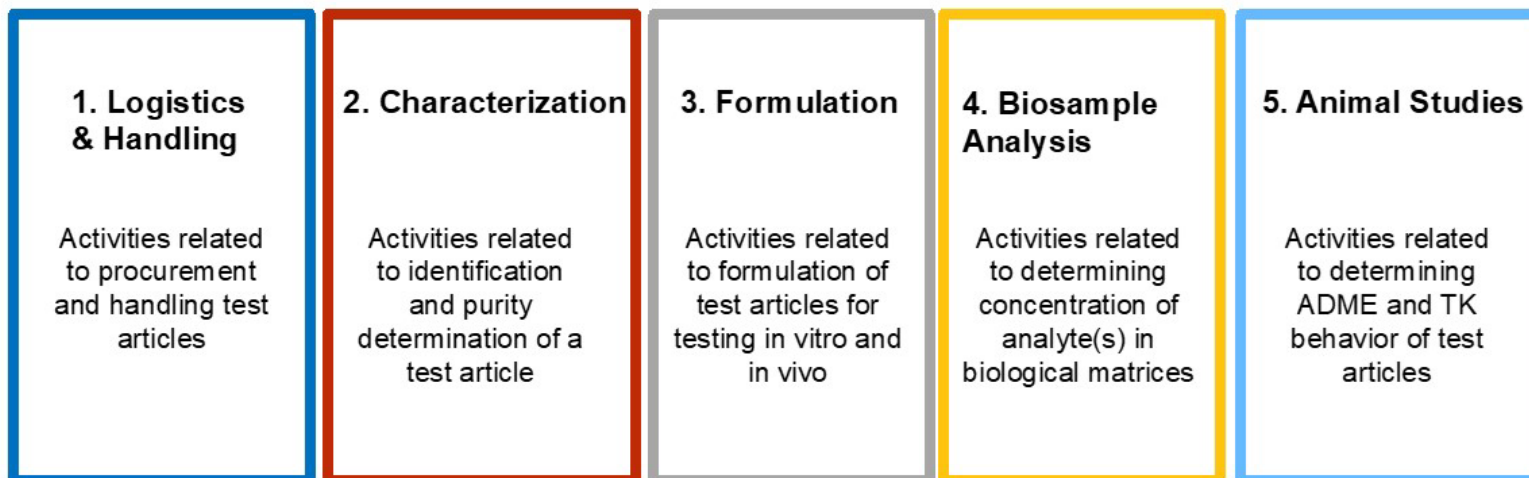 1. Logistics
& Handling
Activities related
to procurement
and handling test
articles
2. Characterization
Activities related
to identification
and purity
determination of a
test article
3. Formulation
Activities related
to formulation of
test articles for
testing in vitro and
in vivo
4. Biosample
Analysis
Activities related
to determining
concentration of
analyte(s) in
biological matrices
5. Animal Studies
Activities related
to determining
ADME and TK
behavior of test
articles